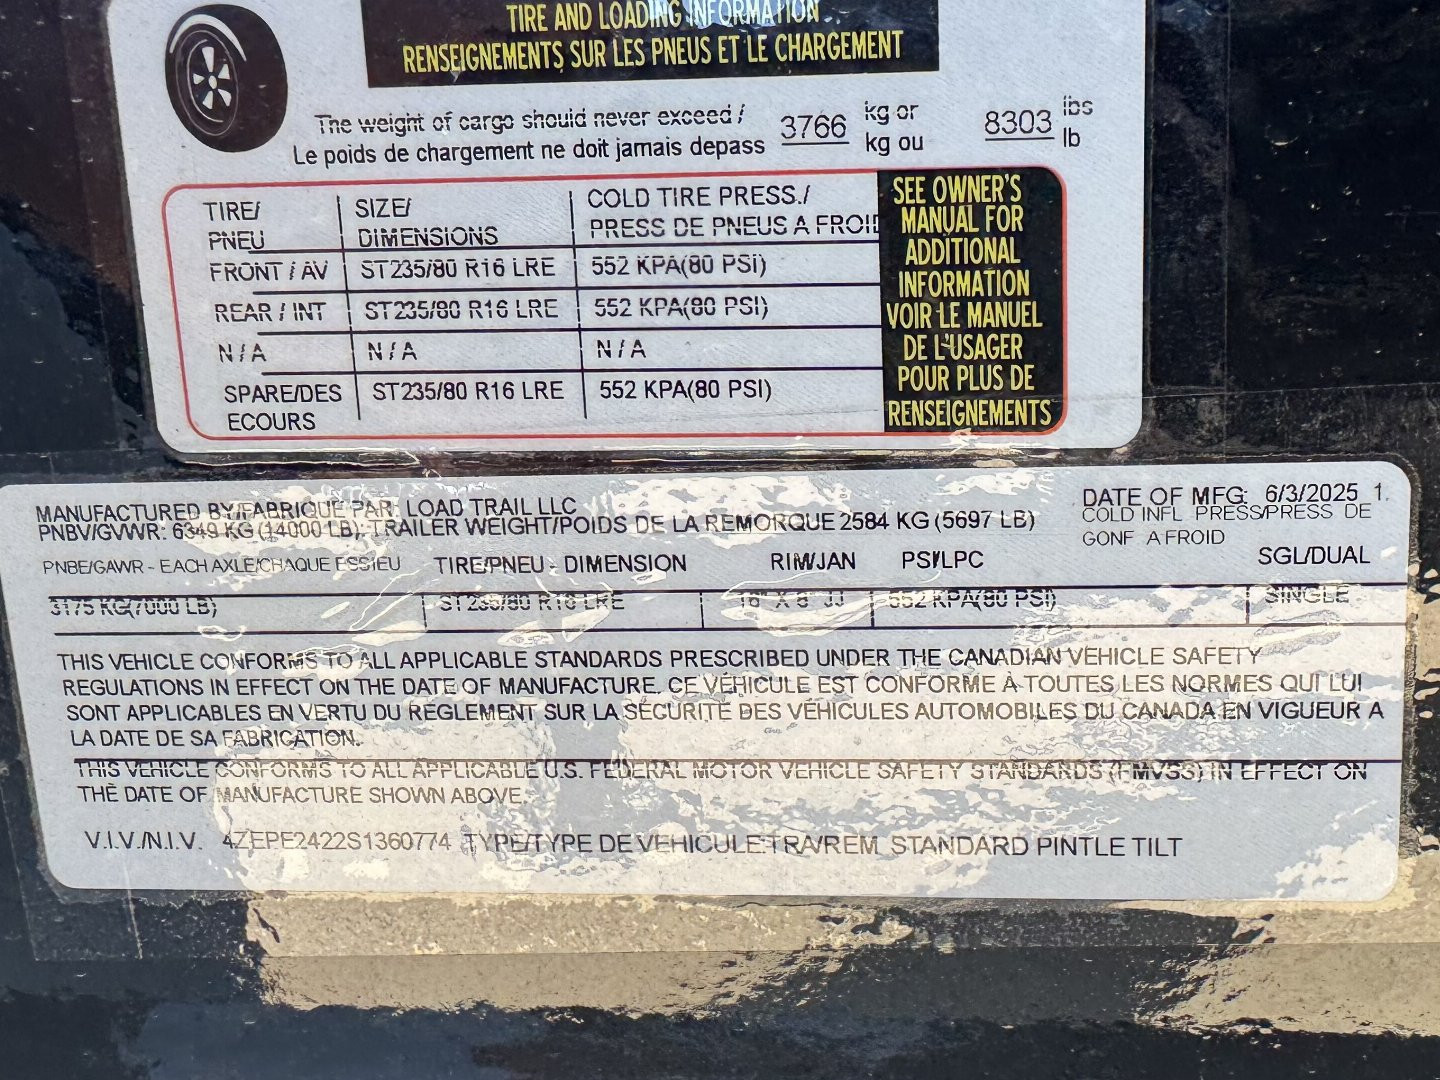 TIRE AND LOADING INFORMATION
RENSEIGNEMENTS SUR LES PNEUS ET LE CHARGEMENT
The weight of cargo should never exceed / 3766 kg or 8303 lbs
Le poids de chargement ne doit jamais depass kg ou lb
TIRE/ SIZE/ COLD TIRE PRESS./
PNEU DIMENSIONS PRESS DE PNEUS A FROID
FRONT / AV ST235/80 R16 LRE 552 KPA(80 PSI)
REAR / INT ST235/80 R16 LRE 552 KPA(80 PSI)
N/A N/A N/A
SPARE/DES ST235/80 R16 LRE 552 KPA(80 PSI)
ECOURS
SEE OWNER'S
MANUAL FOR
ADDITIONAL
INFORMATION
VOIR LE MANUEL
DE L'USAGER
POUR PLUS DE
RENSEIGNEMENTS
MANUFACTURED BY/FABRIQUE PAR: LOAD TRAIL LLC DATE OF MFG: 6/3/2025 1.
PNBV/GVWR: 6349 KG (14000 LB); TRAILER WEIGHT/POIDS DE LA REMORQUE 2584 KG (5697 LB) COLD INFL PRESS/PRESS DE
GONF A FROID
PNBE/GAWR - EACH AXLE/CHAQUE ESSIEU TIRE/PNEU - DIMENSION RIM/JAN PSI/LPC SGL/DUAL
3175 KG(7000 LB) ST235/80 R16 LRE 16" X 6" JJ 552 KPA(80 PSI) SINGLE
THIS VEHICLE CONFORMS TO ALL APPLICABLE STANDARDS PRESCRIBED UNDER THE CANADIAN VEHICLE SAFETY
REGULATIONS IN EFFECT ON THE DATE OF MANUFACTURE. CE VÉHICULE EST CONFORME À TOUTES LES NORMES QUI LUI
SONT APPLICABLES EN VERTU DU RÈGLEMENT SUR LA SÉCURITÉ DES VÉHICULES AUTOMOBILES DU CANADA EN VIGUEUR A
LA DATE DE SA FABRICATION.
THIS VEHICLE CONFORMS TO ALL APPLICABLE U.S. FEDERAL MOTOR VEHICLE SAFETY STANDARDS (FMVSS) IN EFFECT ON
THE DATE OF MANUFACTURE SHOWN ABOVE.
V.I.V./N.I.V. 4ZEPE2422S1360774 TYPE/TYPE DE VEHICULE:TRA/REM STANDARD PINTLE TILT